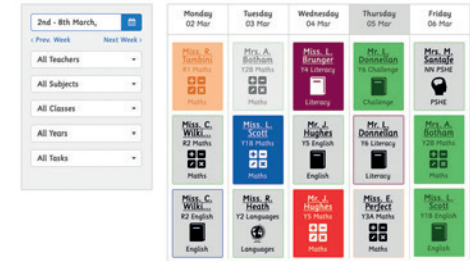 2nd - 8th March,
‹ Prev. Week Next Week ›
All Teachers
All Subjects
All Classes
All Years
All Tasks
Monday
02 Mar
Tuesday
03 Mar
Wednesday
04 Mar
Thursday
05 Mar
Friday
06 Mar
Miss. R.
Tambini
R1 Maths
Maths
Mrs. A.
Botham
Y2B Maths
Maths
Miss. L.
Brunger
Y4 Literacy
Literacy
Mr. L.
Donnellan
Y6 Challenge
Challenge
Mrs. M.
Santafe
NN PSHE
PSHE
Miss. C.
Wilki...
R2 Maths
Maths
Miss. L.
Scott
Y1B Maths
Maths
Mr. J.
Hughes
Y5 English
English
Mr. L.
Donnellan
Y6 Literacy
Literacy
Mrs. A.
Botham
Y2B Maths
Maths
Miss. C.
Wilki...
R2 English
English
Miss. R.
Heath
Y2 Languages
Languages
Mr. J.
Hughes
Y5 Maths
Maths
Miss. E.
Perfect
Y3A Maths
Maths
Miss. L.
Scott
Y1B English
English